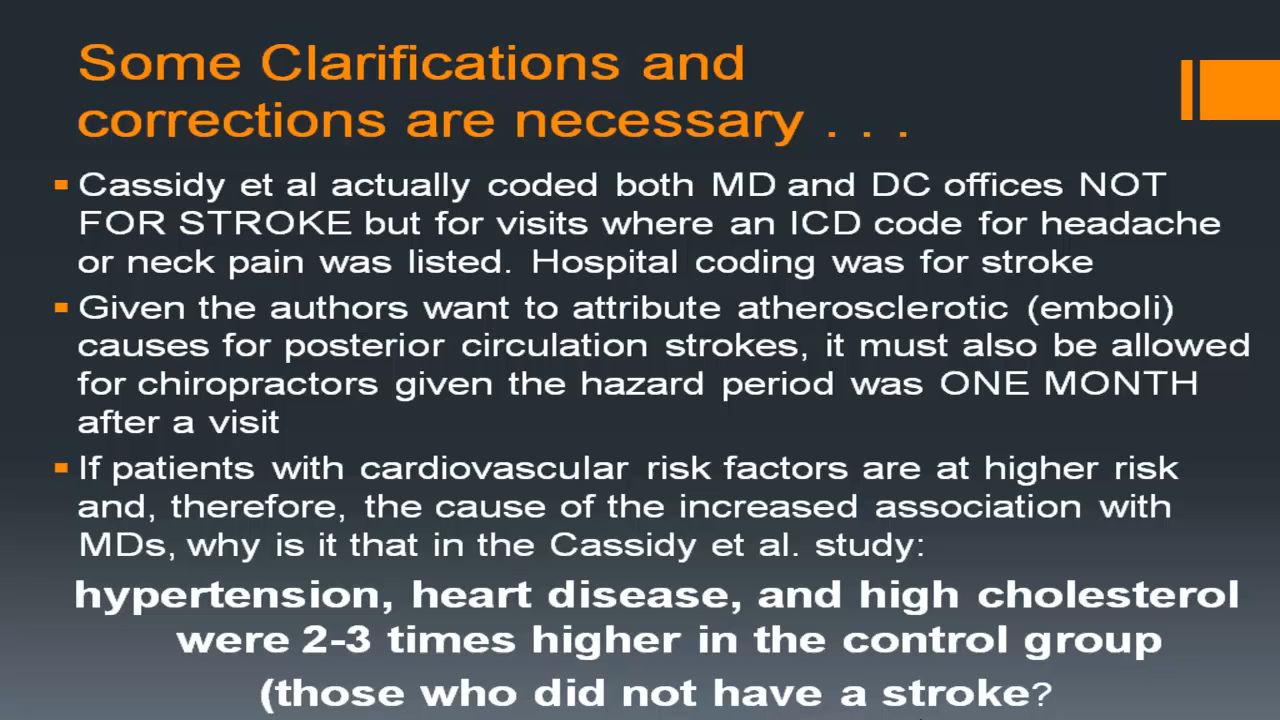 Some Clarifications and
corrections are necessary . . .
▪ Cassidy et al actually coded both MD and DC offices NOT
FOR STROKE but for visits where an ICD code for headache
or neck pain was listed. Hospital coding was for stroke
▪ Given the authors want to attribute atherosclerotic (emboli)
causes for posterior circulation strokes, it must also be allowed
for chiropractors given the hazard period was ONE MONTH
after a visit
▪ If patients with cardiovascular risk factors are at higher risk
and, therefore, the cause of the increased association with
MDs, why is it that in the Cassidy et al. study:
hypertension, heart disease, and high cholesterol
were 2-3 times higher in the control group
(those who did not have a stroke?